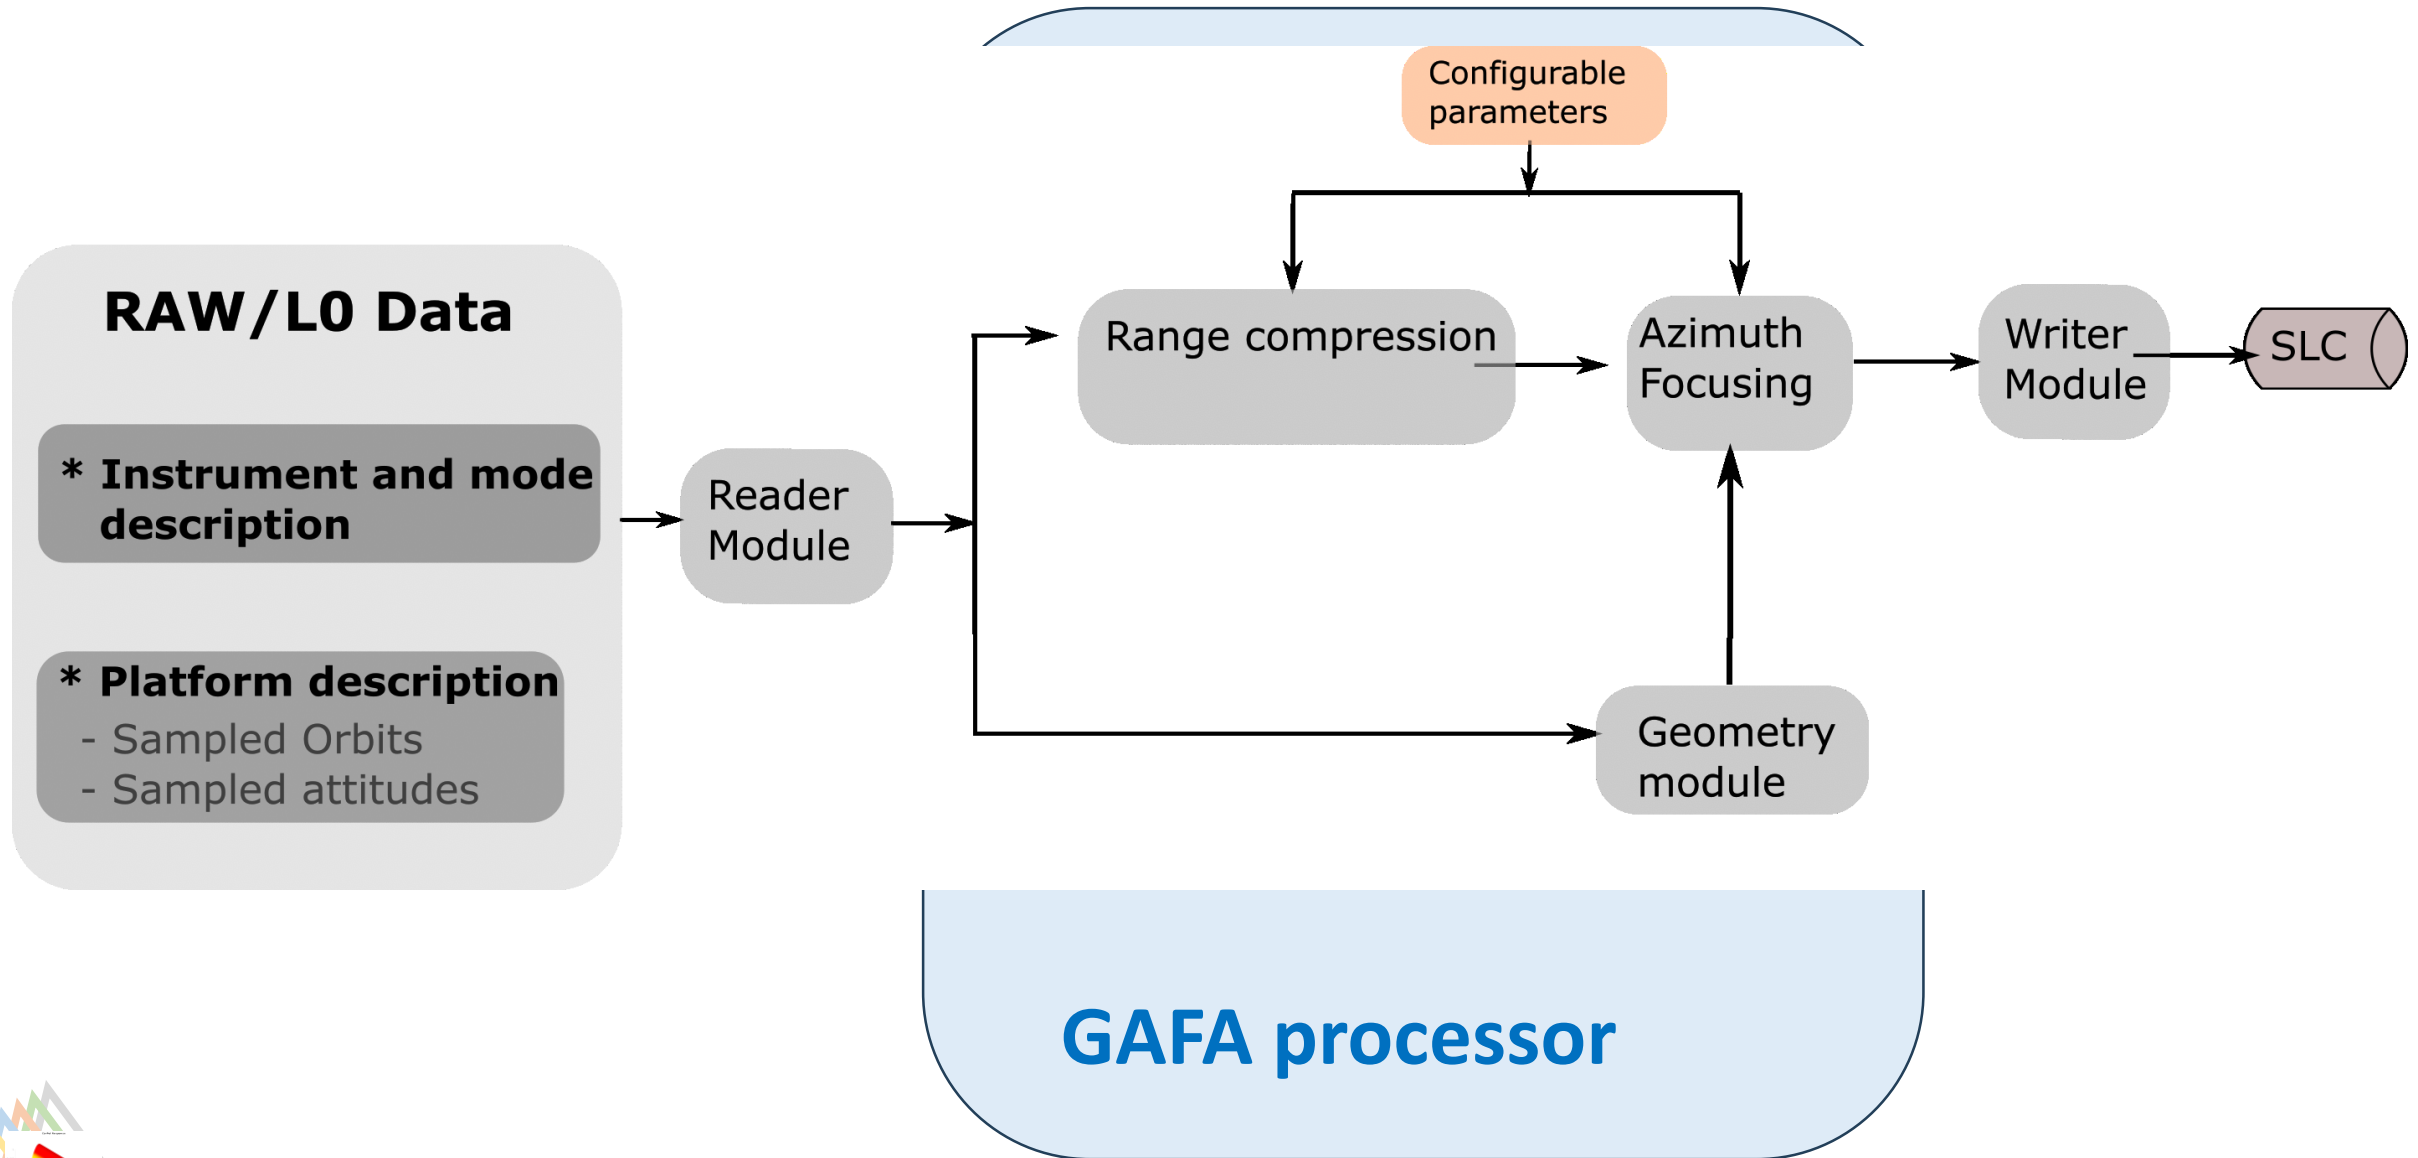 Configurable
parameters
RAW/L0 Data
* Instrument and mode
description
* Platform description
- Sampled Orbits
- Sampled attitudes
Reader
Module
Range compression
Azimuth
Focusing
Geometry
module
Writer
Module
SLC
GAFA processor